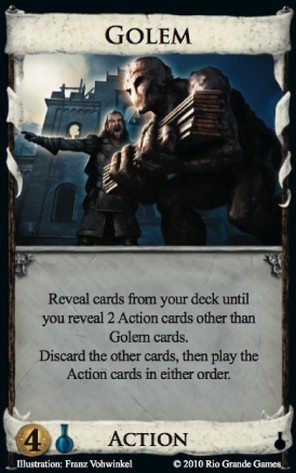 GOLEM
Reveal cards from your deck until
you reveal 2 Action cards other than
Golem cards.
Discard the other cards, then play the
Action cards in either order.
4 ACTION
Illustration: Franz Vohwinkel © 2010 Rio Grande Games